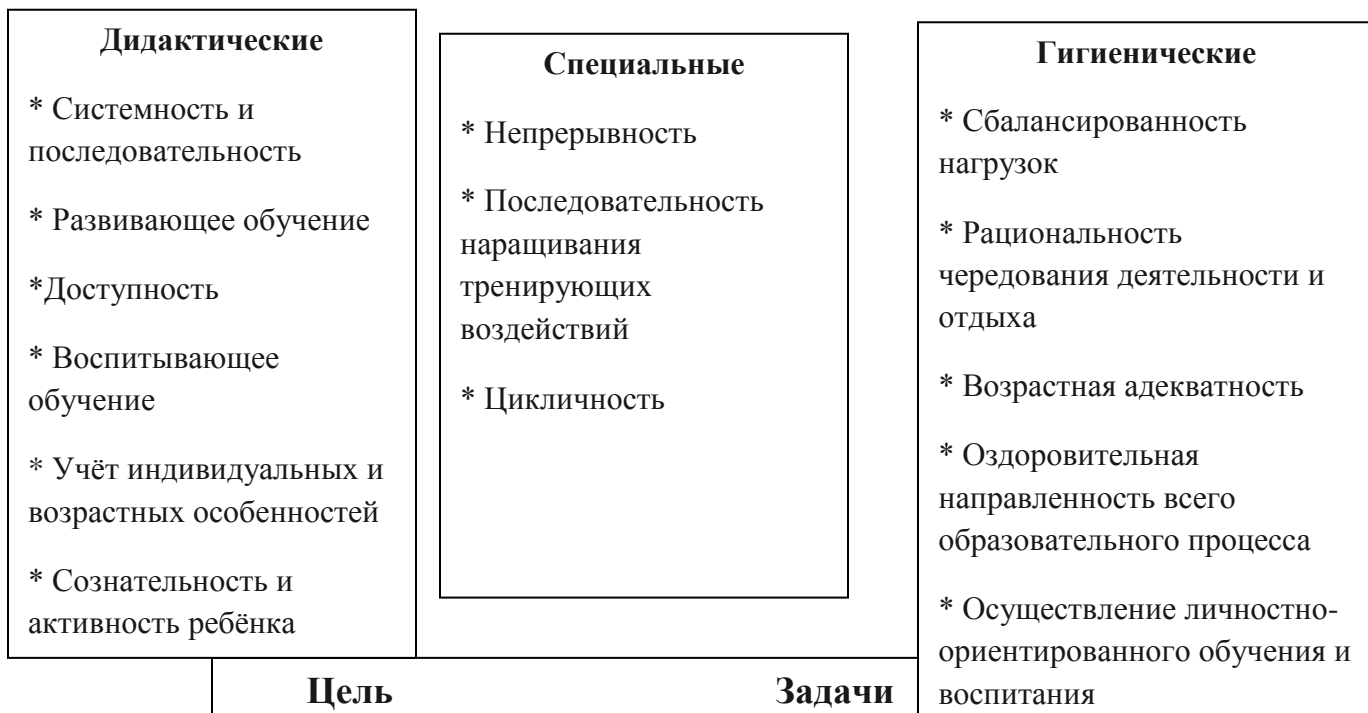 Дидактические
* Системность и
последовательность
* Развивающее обучение
*Доступность
* Воспитывающее
обучение
* Учёт индивидуальных и
возрастных особенностей
* Сознательность и
активность ребёнка
Специальные
* Непрерывность
* Последовательность
наращивания
тренирующих
воздействий
* Цикличность
Гигиенические
* Сбалансированность
нагрузок
* Рациональность
чередования деятельности и
отдыха
* Возрастная адекватность
* Оздоровительная
направленность всего
образовательного процесса
* Осуществление личностно-
ориентированного обучения и
воспитания
Цель Задачи